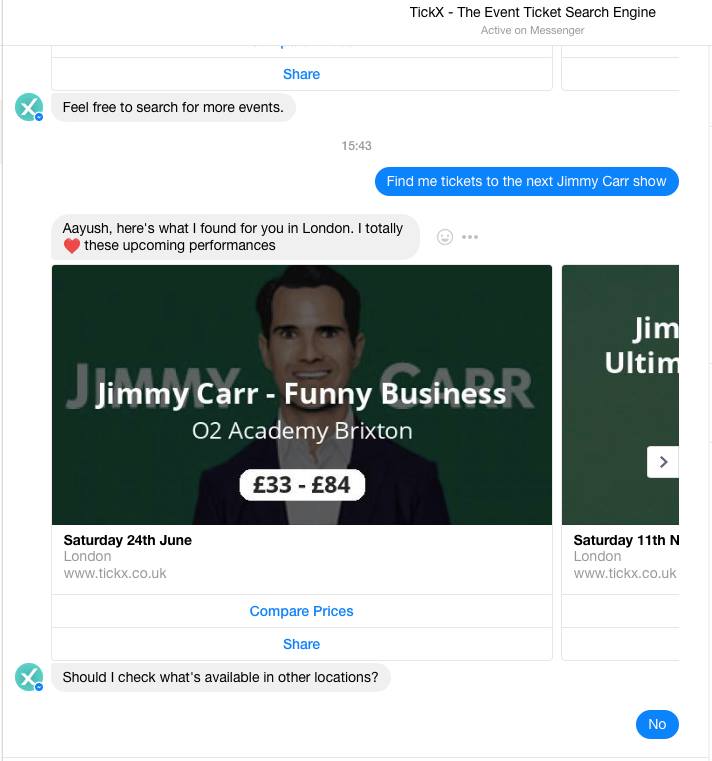 TickX - The Event Ticket Search Engine
Active on Messenger
Share
Feel free to search for more events.
15:43
Find me tickets to the next Jimmy Carr show
Aayush, here's what I found for you in London. I totally
❤️ these upcoming performances
JIMMY CARR
Jimmy Carr - Funny Business
O2 Academy Brixton
£33 - £84
Jim
Ultim
Saturday 24th June
London
www.tickx.co.uk
Saturday 11th N
London
www.tickx.co.uk
Compare Prices
Share
Should I check what's available in other locations?
No